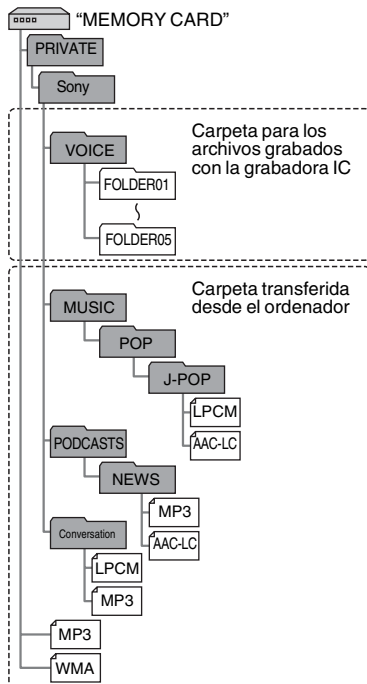 “MEMORY CARD”
PRIVATE
Sony
VOICE
Carpeta para los
archivos grabados
con la grabadora IC
FOLDER01
FOLDER05
Carpeta transferida
desde el ordenador
MUSIC
POP
J-POP
LPCM
AAC-LC
PODCASTS
NEWS
MP3
AAC-LC
Conversation
LPCM
MP3
MP3
WMA